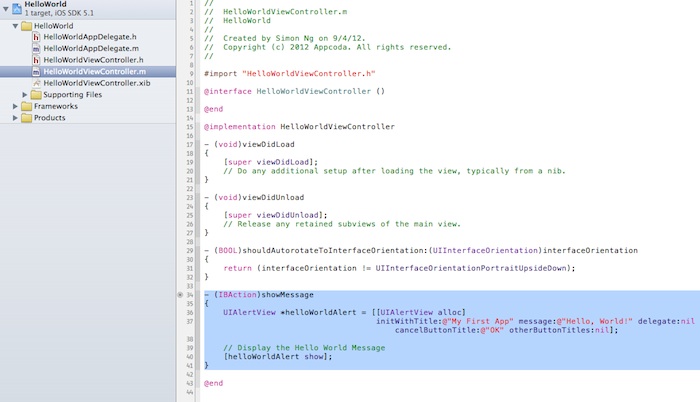 HelloWorld
1 target, iOS SDK 5.1
HelloWorld
HelloWorldAppDelegate.h
HelloWorldAppDelegate.m
HelloWorldViewController.h
HelloWorldViewController.m
HelloWorldViewController.xib
Supporting Files
Frameworks
Products
1 //
2 //  HelloWorldViewController.m
3 //  HelloWorld
4 //
5 //  Created by Simon Ng on 9/4/12.
6 //  Copyright (c) 2012 Appcoda. All rights reserved.
7 //
8
9 #import "HelloWorldViewController.h"
10
11 @interface HelloWorldViewController ()
12
13 @end
14
15 @implementation HelloWorldViewController
16
17 - (void)viewDidLoad
18 {
19     [super viewDidLoad];
20     // Do any additional setup after loading the view, typically from a nib.
21 }
22
23 - (void)viewDidUnload
24 {
25     [super viewDidUnload];
26     // Release any retained subviews of the main view.
27 }
28
29 - (BOOL)shouldAutorotateToInterfaceOrientation:(UIInterfaceOrientation)interfaceOrientation
30 {
31     return (interfaceOrientation != UIInterfaceOrientationPortraitUpsideDown);
32 }
33
34 - (IBAction)showMessage
35 {
36     UIAlertView *helloWorldAlert = [[UIAlertView alloc]
37                                     initWithTitle:@"My First App" message:@"Hello, World!" delegate:nil
cancelButtonTitle:@"OK" otherButtonTitles:nil];
38
39     // Display the Hello World Message
40     [helloWorldAlert show];
41 }
42
43 @end
44